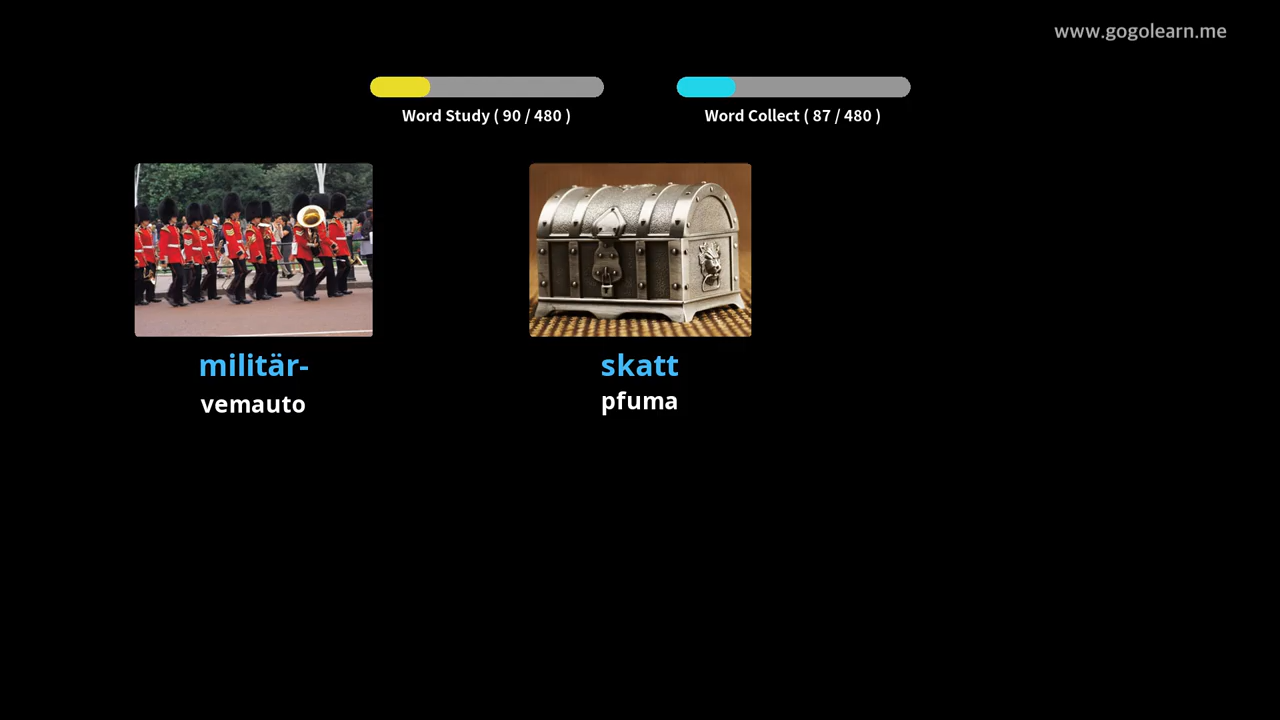 www.gogolearn.me
Word Study ( 90 / 480 )
Word Collect ( 87 / 480 )
militär-
vemauto
skatt
pfuma